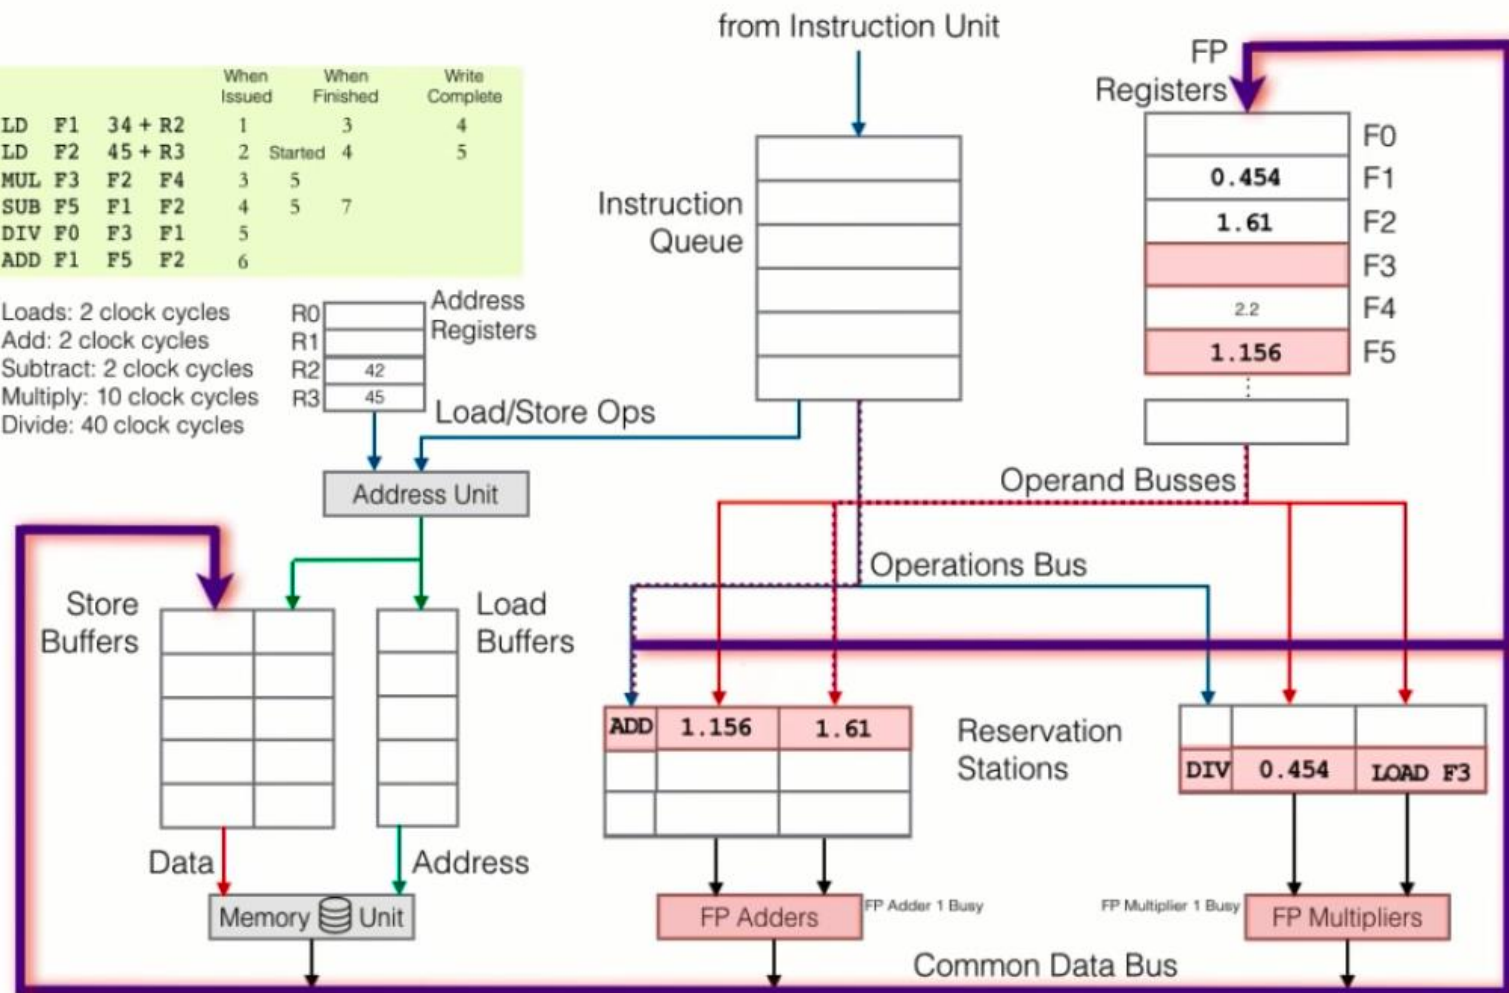 from Instruction Unit
When Issued When Finished Write Complete
LD F1 34 + R2 1 3 4
LD F2 45 + R3 2 Started 4 5
MUL F3 F2 F4 3 5
SUB F5 F1 F2 4 5 7
DIV F0 F3 F1 5
ADD F1 F5 F2 6
Loads: 2 clock cycles
Add: 2 clock cycles
Subtract: 2 clock cycles
Multiply: 10 clock cycles
Divide: 40 clock cycles
Address
Registers
R0
R1
R2 42
R3 45
Load/Store Ops
Address Unit
Instruction
Queue
FP
Registers
F0
0.454 F1
1.61 F2
F3
2.2 F4
1.156 F5
Operand Busses
Operations Bus
Store
Buffers
Load
Buffers
ADD 1.156 1.61
Reservation
Stations
DIV 0.454 LOAD F3
Data
Address
Memory Unit
FP Adders
FP Adder 1 Busy
FP Multiplier 1 Busy
FP Multipliers
Common Data Bus